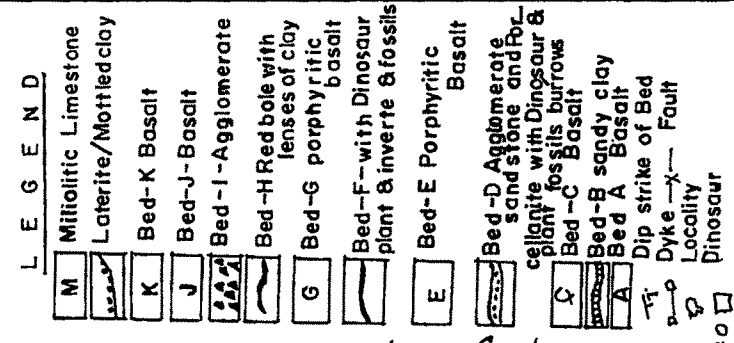 LEGEND
M Miliolitic Limestone
Laterite/Mottled clay
K Bed-K Basalt
J Bed-J-Basalt
Bed-I-Agglomerate
Bed-H Red bole with
lenses of clay
G Bed-G porphyritic
basalt
Bed-F-with Dinosaur
plant & inverte & fossils
E Bed-E Porphyritic
Basalt
Bed-D Agglomerate
sandstone and Por_
cellanite with Dinosaur &
plant fossils burrows
C Bed-C Basalt
Bed-B sandy clay
A Bed A Basalt
Dip strike of Bed
Dyke -x- Fault
Locality
Dinosaur